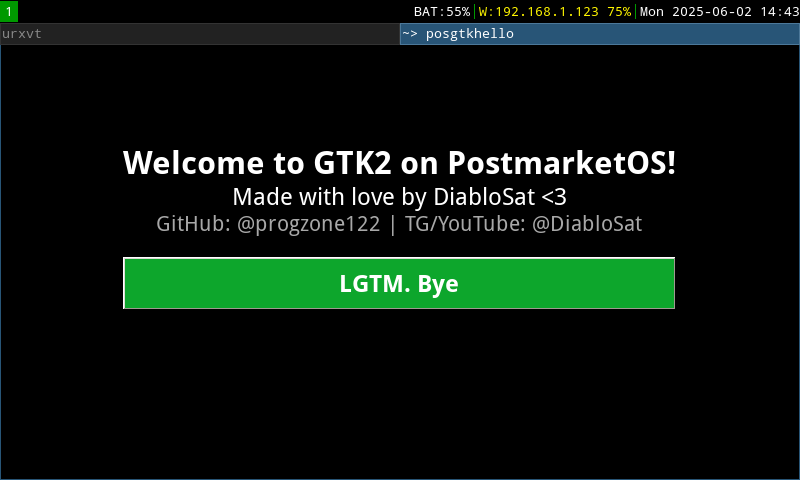 1 BAT:55% W:192.168.1.123 75% Mon 2025-06-02 14:43
urxvt ~> posgtkhello
Welcome to GTK2 on PostmarketOS!
Made with love by DiabloSat <3
GitHub: @progzone122 | TG/YouTube: @DiabloSat
LGTM. Bye